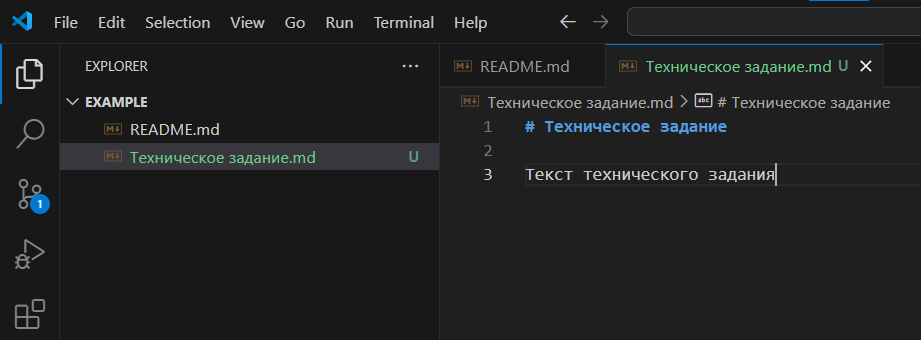 File Edit Selection View Go Run Terminal Help
EXPLORER ...
README.md
Техническое задание.md U
EXAMPLE
README.md
Техническое задание.md U
1
Техническое задание.md > abc # Техническое задание
1 # Техническое задание
2
3 Текст технического задания